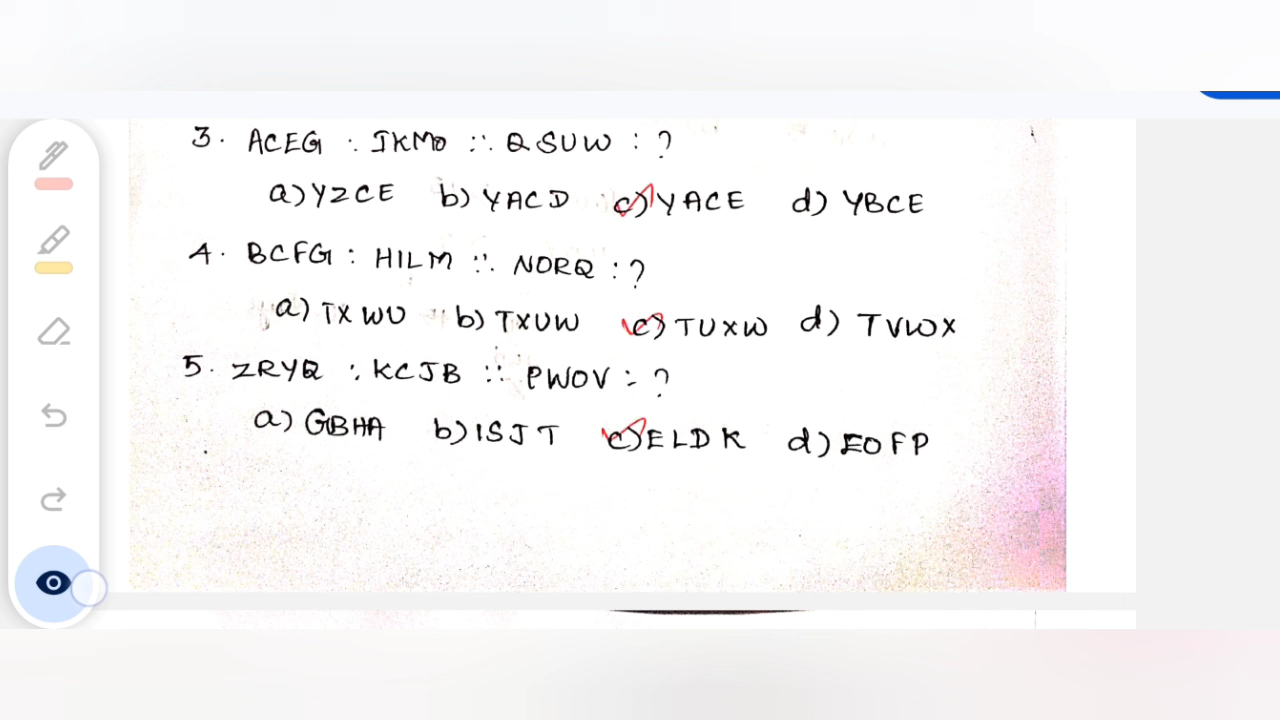 3. ACEG : IKMO :: QSUW : ?
a) YZCE b) YACD c) YACE d) YBCE
4. BCFG : HILM :: NORQ : ?
a) TXWU b) TXUW c) TUXW d) TVWX
5. ZRYQ : KCJB :: PWOV : ?
a) GBHA b) ISJT c) ELDK d) EOFP